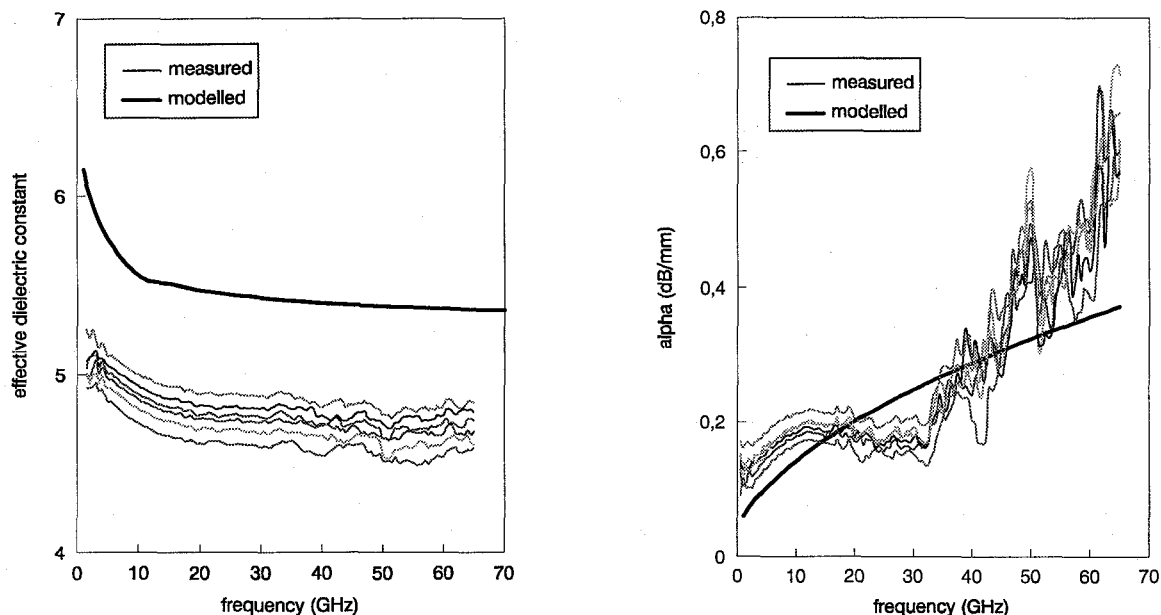 7
6
5
4
effective dielectric constant
measured
modelled
0 10 20 30 40 50 60 70
frequency (GHz)
0,8
0,6
0,4
0,2
0
alpha (dB/mm)
measured
modelled
0 10 20 30 40 50 60 70
frequency (GHz)